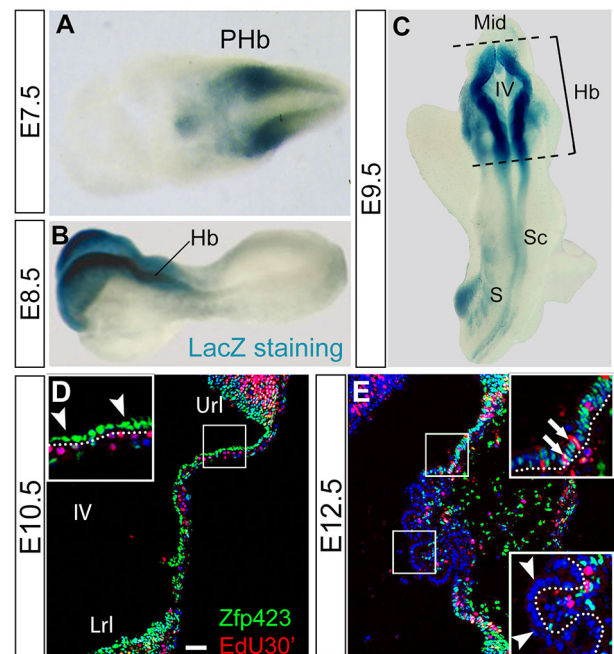 A
PHb
E7.5
B
Hb
E8.5
LacZ staining
C
Mid
IV
Hb
E9.5
Sc
S
D
Url
IV
E10.5
Lrl
Zfp423
EdU30'
E
E12.5